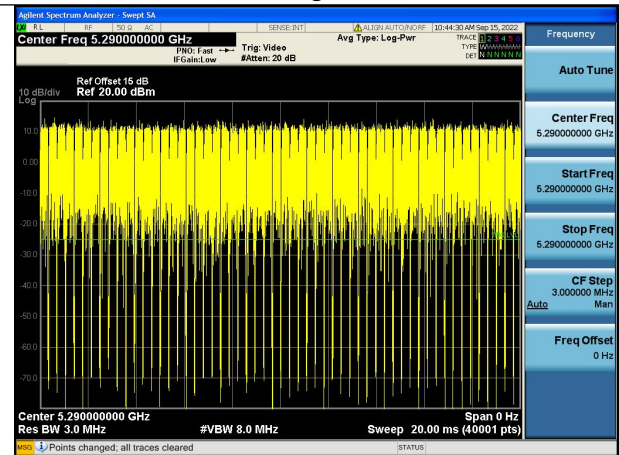 Agilent Spectrum Analyzer - Swept SA
RL RF 50 Ω AC SENSE:INT ALIGN AUTO/NORF 10:44:30 AM Sep 15, 2022
Center Freq 5.290000000 GHz
PNO: Fast
IFGain:Low
Trig: Video
#Atten: 20 dB
Avg Type: Log-Pwr
TRACE 1 2 3 4 5 6
TYPE
DET N N N N N N
Ref Offset 15 dB
10 dB/div Ref 20.00 dBm
Log
10.0
0.00
-10.0
-20.0
-30.0
-40.0
-50.0
-60.0
-70.0
Center 5.290000000 GHz Span 0 Hz
Res BW 3.0 MHz #VBW 8.0 MHz Sweep 20.00 ms (40001 pts)
MSG Points changed; all traces cleared STATUS
Frequency
Auto Tune
Center Freq
5.290000000 GHz
Start Freq
5.290000000 GHz
Stop Freq
5.290000000 GHz
CF Step
3.000000 MHz
Auto Man
Freq Offset
0 Hz